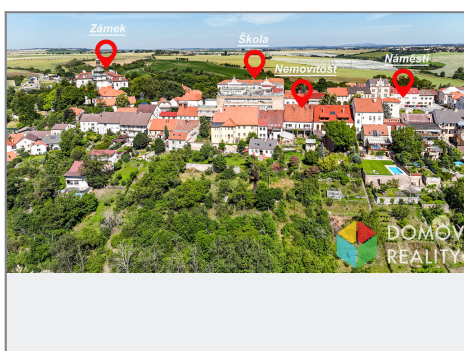 Zámek
Škola
Nemovitost
Náměstí
DOMOV
REALITY